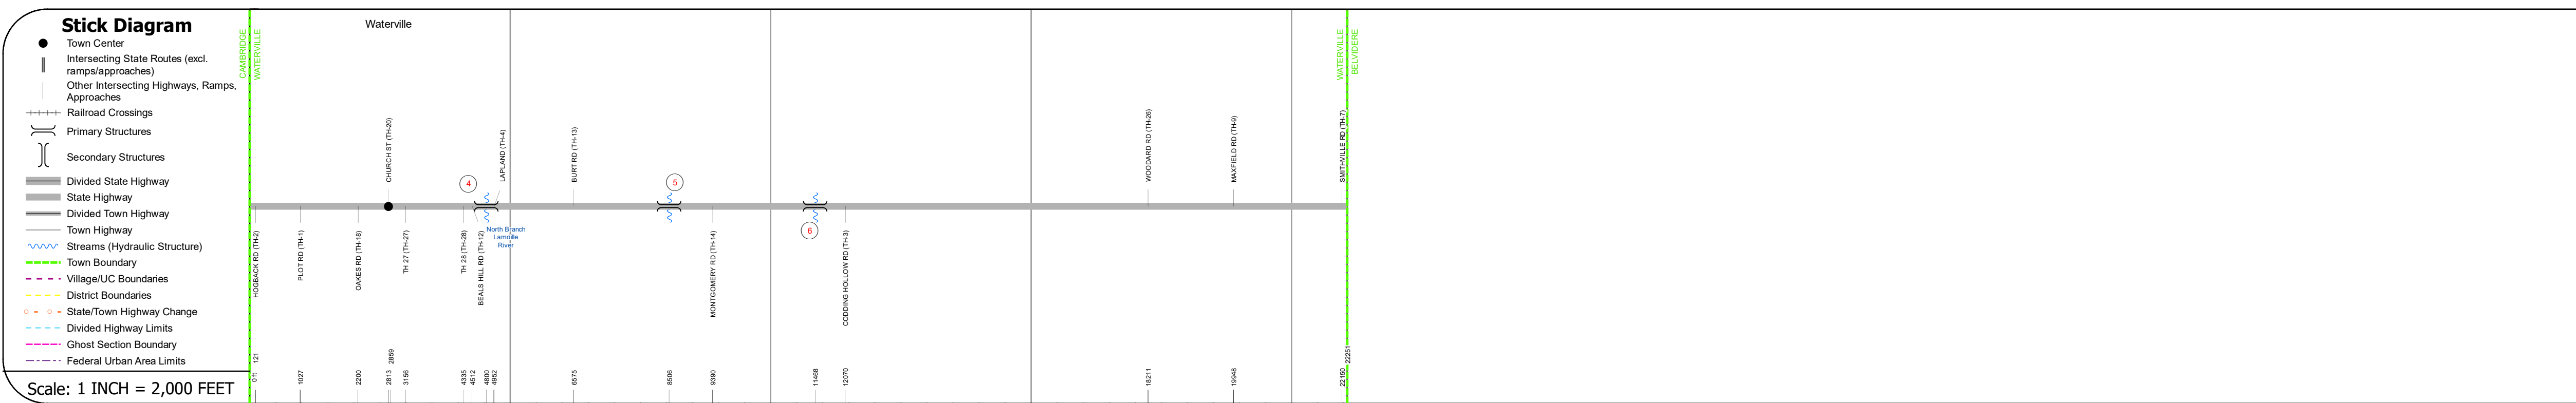 Stick Diagram
Town Center
Intersecting State Routes (excl.
ramps/approaches)
Other Intersecting Highways, Ramps,
Approaches
Railroad Crossings
Primary Structures
Secondary Structures
Divided State Highway
State Highway
Divided Town Highway
Town Highway
Streams (Hydraulic Structure)
Town Boundary
Village/UC Boundaries
District Boundaries
State/Town Highway Change
Divided Highway Limits
Ghost Section Boundary
Federal Urban Area Limits
Scale: 1 INCH = 2,000 FEET
Waterville
CAMBRIDGE
WATERVILLE
WATERVILLE
BELVIDERE
CHURCH ST (TH-20)
LAPLAND (TH-4)
BURT RD (TH-13)
WOODARD RD (TH-26)
MAXFIELD RD (TH-9)
SMITHVILLE RD (TH-7)
4
5
6
North Branch
Lamoille
River
HOGBACK RD (TH-2)
PLOT RD (TH-1)
OAKES RD (TH-18)
TH 27 (TH-27)
TH 28 (TH-28)
BEALS HILL RD (TH-12)
MONTGOMERY RD (TH-14)
CODDING HOLLOW RD (TH-3)
0 ft
121
1027
2200
2813
2859
3156
4335
4512
4800
4952
6575
8506
9390
11468
12070
18211
19948
22150
22251